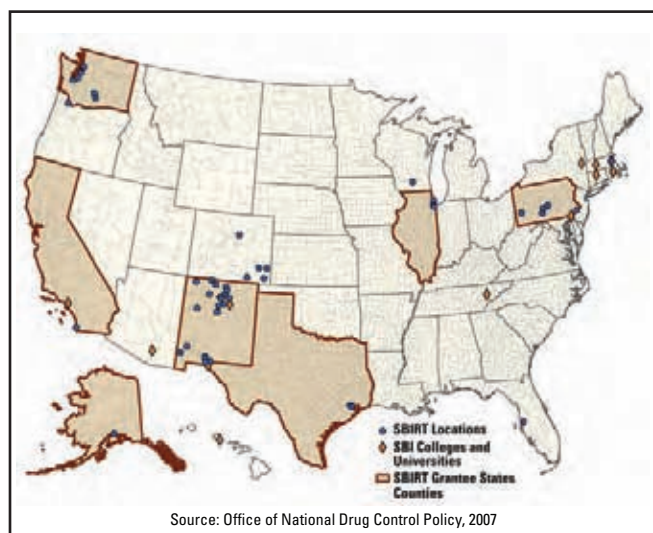 SBIRT Locations
SBI Colleges and
Universities
SBIRT Grantee States
Counties
Source: Office of National Drug Control Policy, 2007